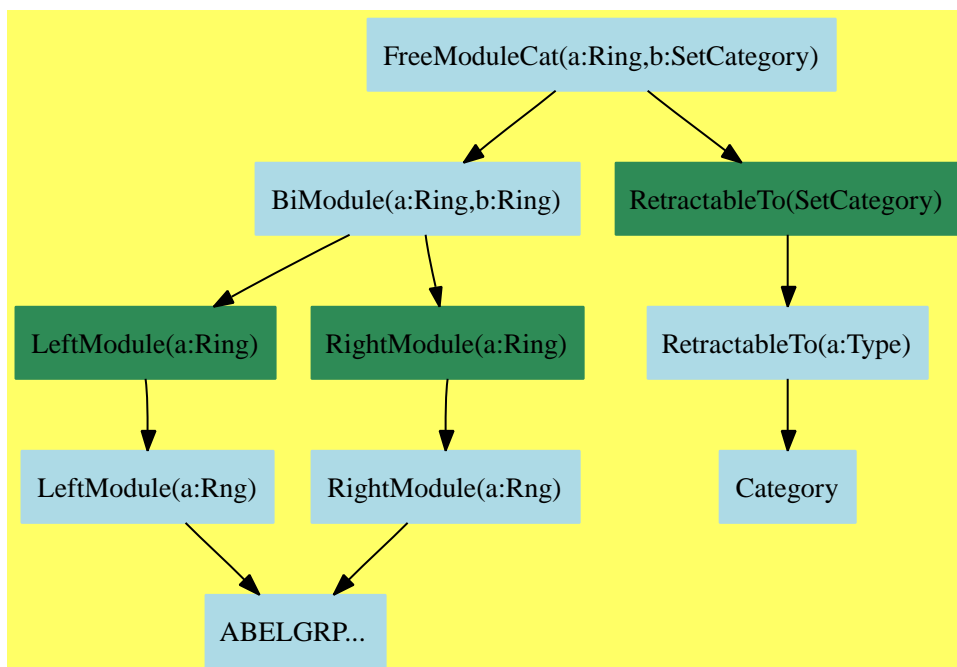 FreeModuleCat(a:Ring,b:SetCategory)
BiModule(a:Ring,b:Ring)
RetractableTo(SetCategory)
LeftModule(a:Ring)
RightModule(a:Ring)
RetractableTo(a:Type)
LeftModule(a:Rng)
RightModule(a:Rng)
Category
ABELGRP...